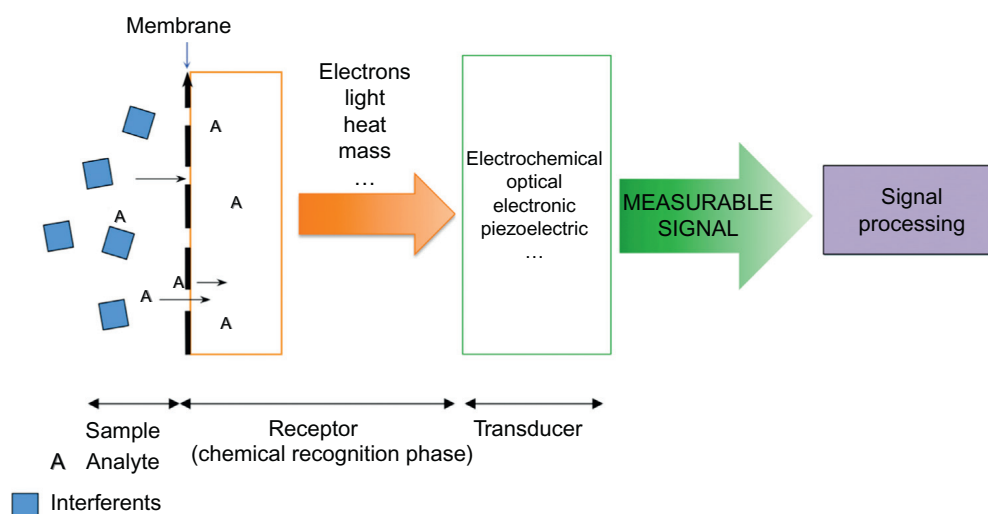 Membrane
Electrons
light
heat
mass
…
A
A
A
A
A
A
Electrochemical
optical
electronic
piezoelectric
…
MEASURABLE
SIGNAL
Signal
processing
Sample
A Analyte
Interferents
Receptor
(chemical recognition phase)
Transducer